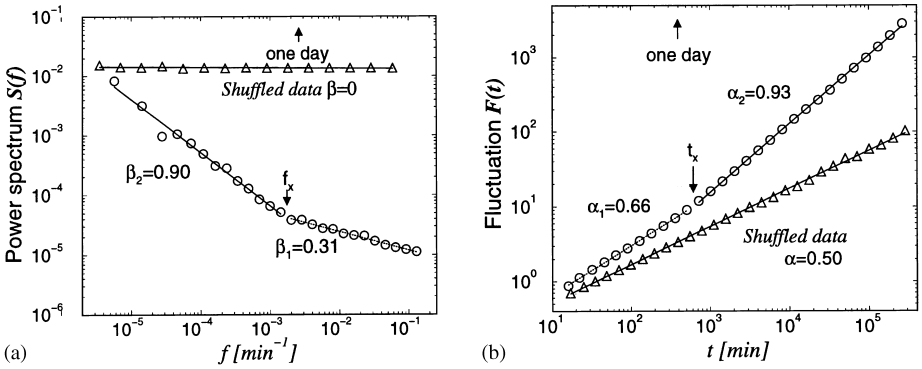 10⁻¹
10⁻²
10⁻³
10⁻⁴
10⁻⁵
10⁻⁶
Power spectrum S(f)
one day
Shuffled data β=0
β₂=0.90
fₓ
β₁=0.31
10⁻⁵ 10⁻⁴ 10⁻³ 10⁻² 10⁻¹
(a) f [min⁻¹]
10³
10²
10¹
10⁰
Fluctuation F(t)
one day
α₂=0.93
tₓ
α₁=0.66
Shuffled data
α=0.50
10¹ 10² 10³ 10⁴ 10⁵
(b) t [min]